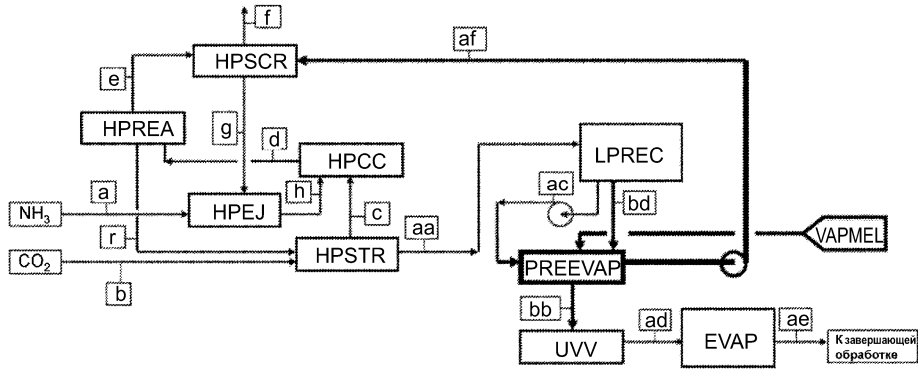 f
af
HPSCR
e
g
HPREA
d
HPCC
LPREC
a
h
ac
bd
NH3
HPEJ
c
aa
VAPMEL
r
CO2
HPSTR
PREEVAP
b
bb
ad
ae
UVV
EVAP
К завершающей
обработке